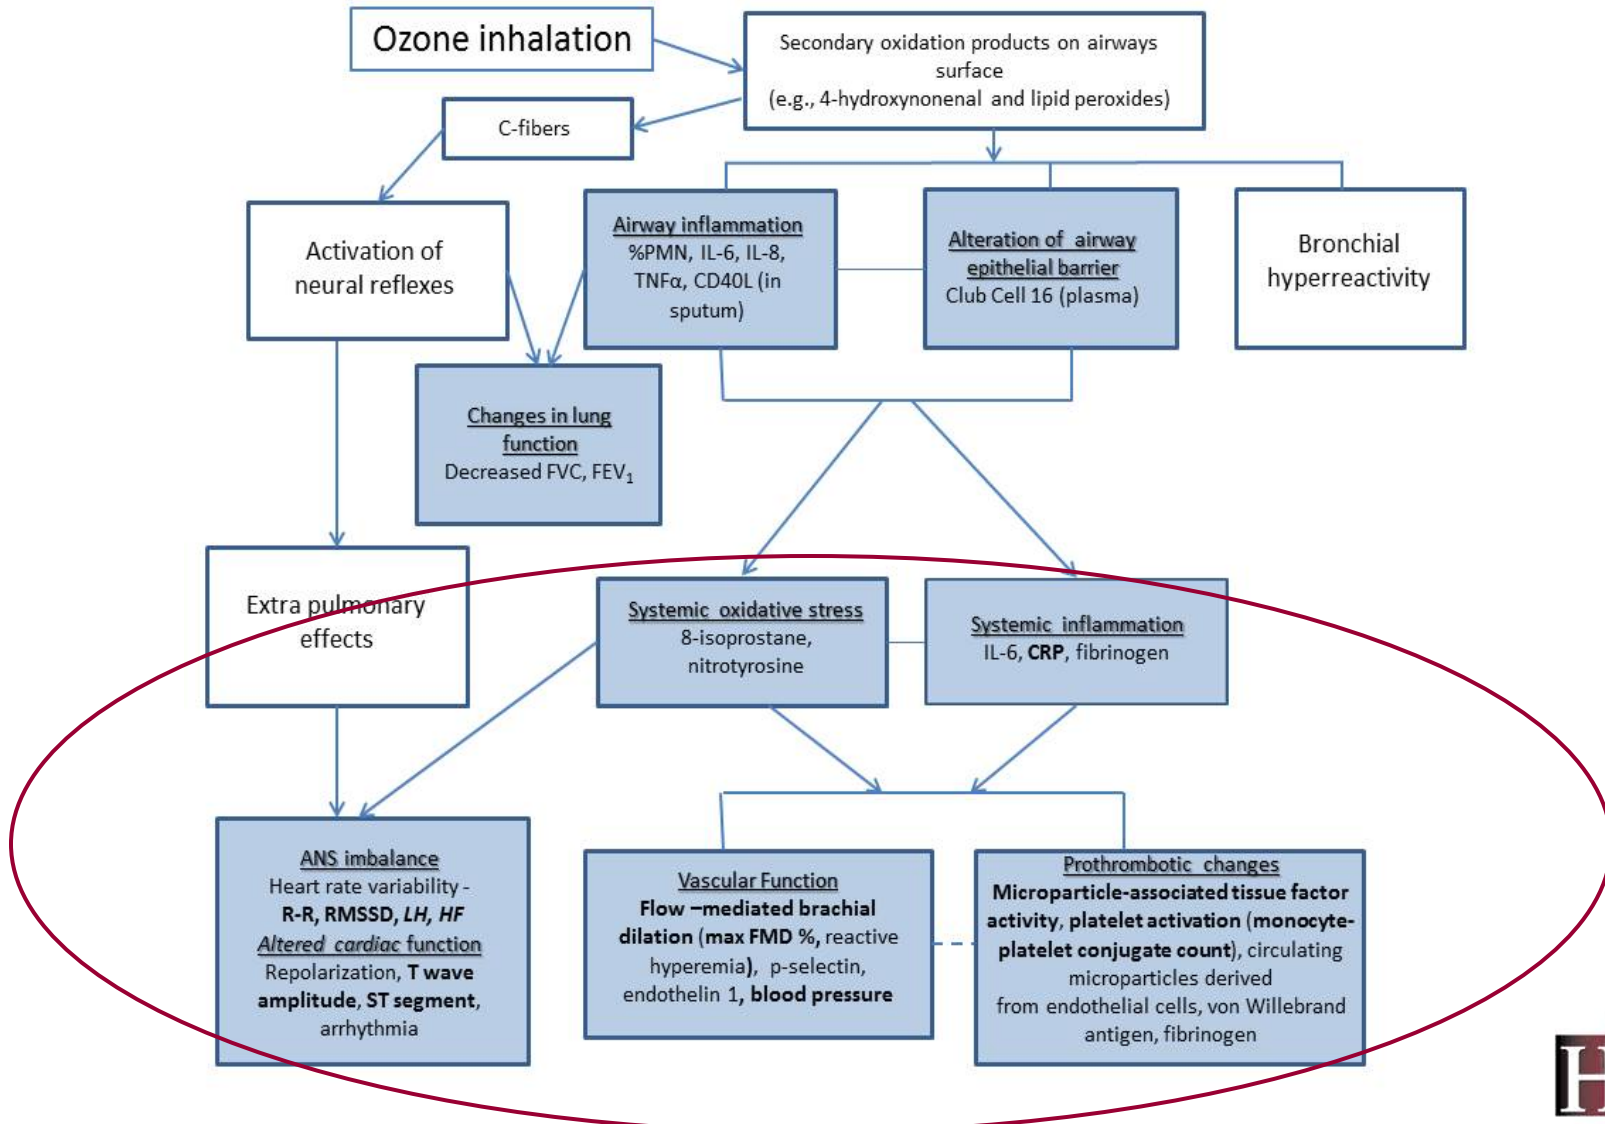 Ozone inhalation
Secondary oxidation products on airways
surface
(e.g., 4-hydroxynonenal and lipid peroxides)
C-fibers
Activation of
neural reflexes
Airway inflammation
%PMN, IL-6, IL-8,
TNFα, CD40L (in
sputum)
Alteration of airway
epithelial barrier
Club Cell 16 (plasma)
Bronchial
hyperreactivity
Changes in lung
function
Decreased FVC, FEV₁
Extra pulmonary
effects
Systemic oxidative stress
8-isoprostane,
nitrotyrosine
Systemic inflammation
IL-6, CRP, fibrinogen
ANS imbalance
Heart rate variability -
R-R, RMSSD, LH, HF
Altered cardiac function
Repolarization, T wave
amplitude, ST segment,
arrhythmia
Vascular Function
Flow –mediated brachial
dilation (max FMD %, reactive
hyperemia), p-selectin,
endothelin 1, blood pressure
Prothrombotic changes
Microparticle-associated tissue factor
activity, platelet activation (monocyte-
platelet conjugate count), circulating
microparticles derived
from endothelial cells, von Willebrand
antigen, fibrinogen
H